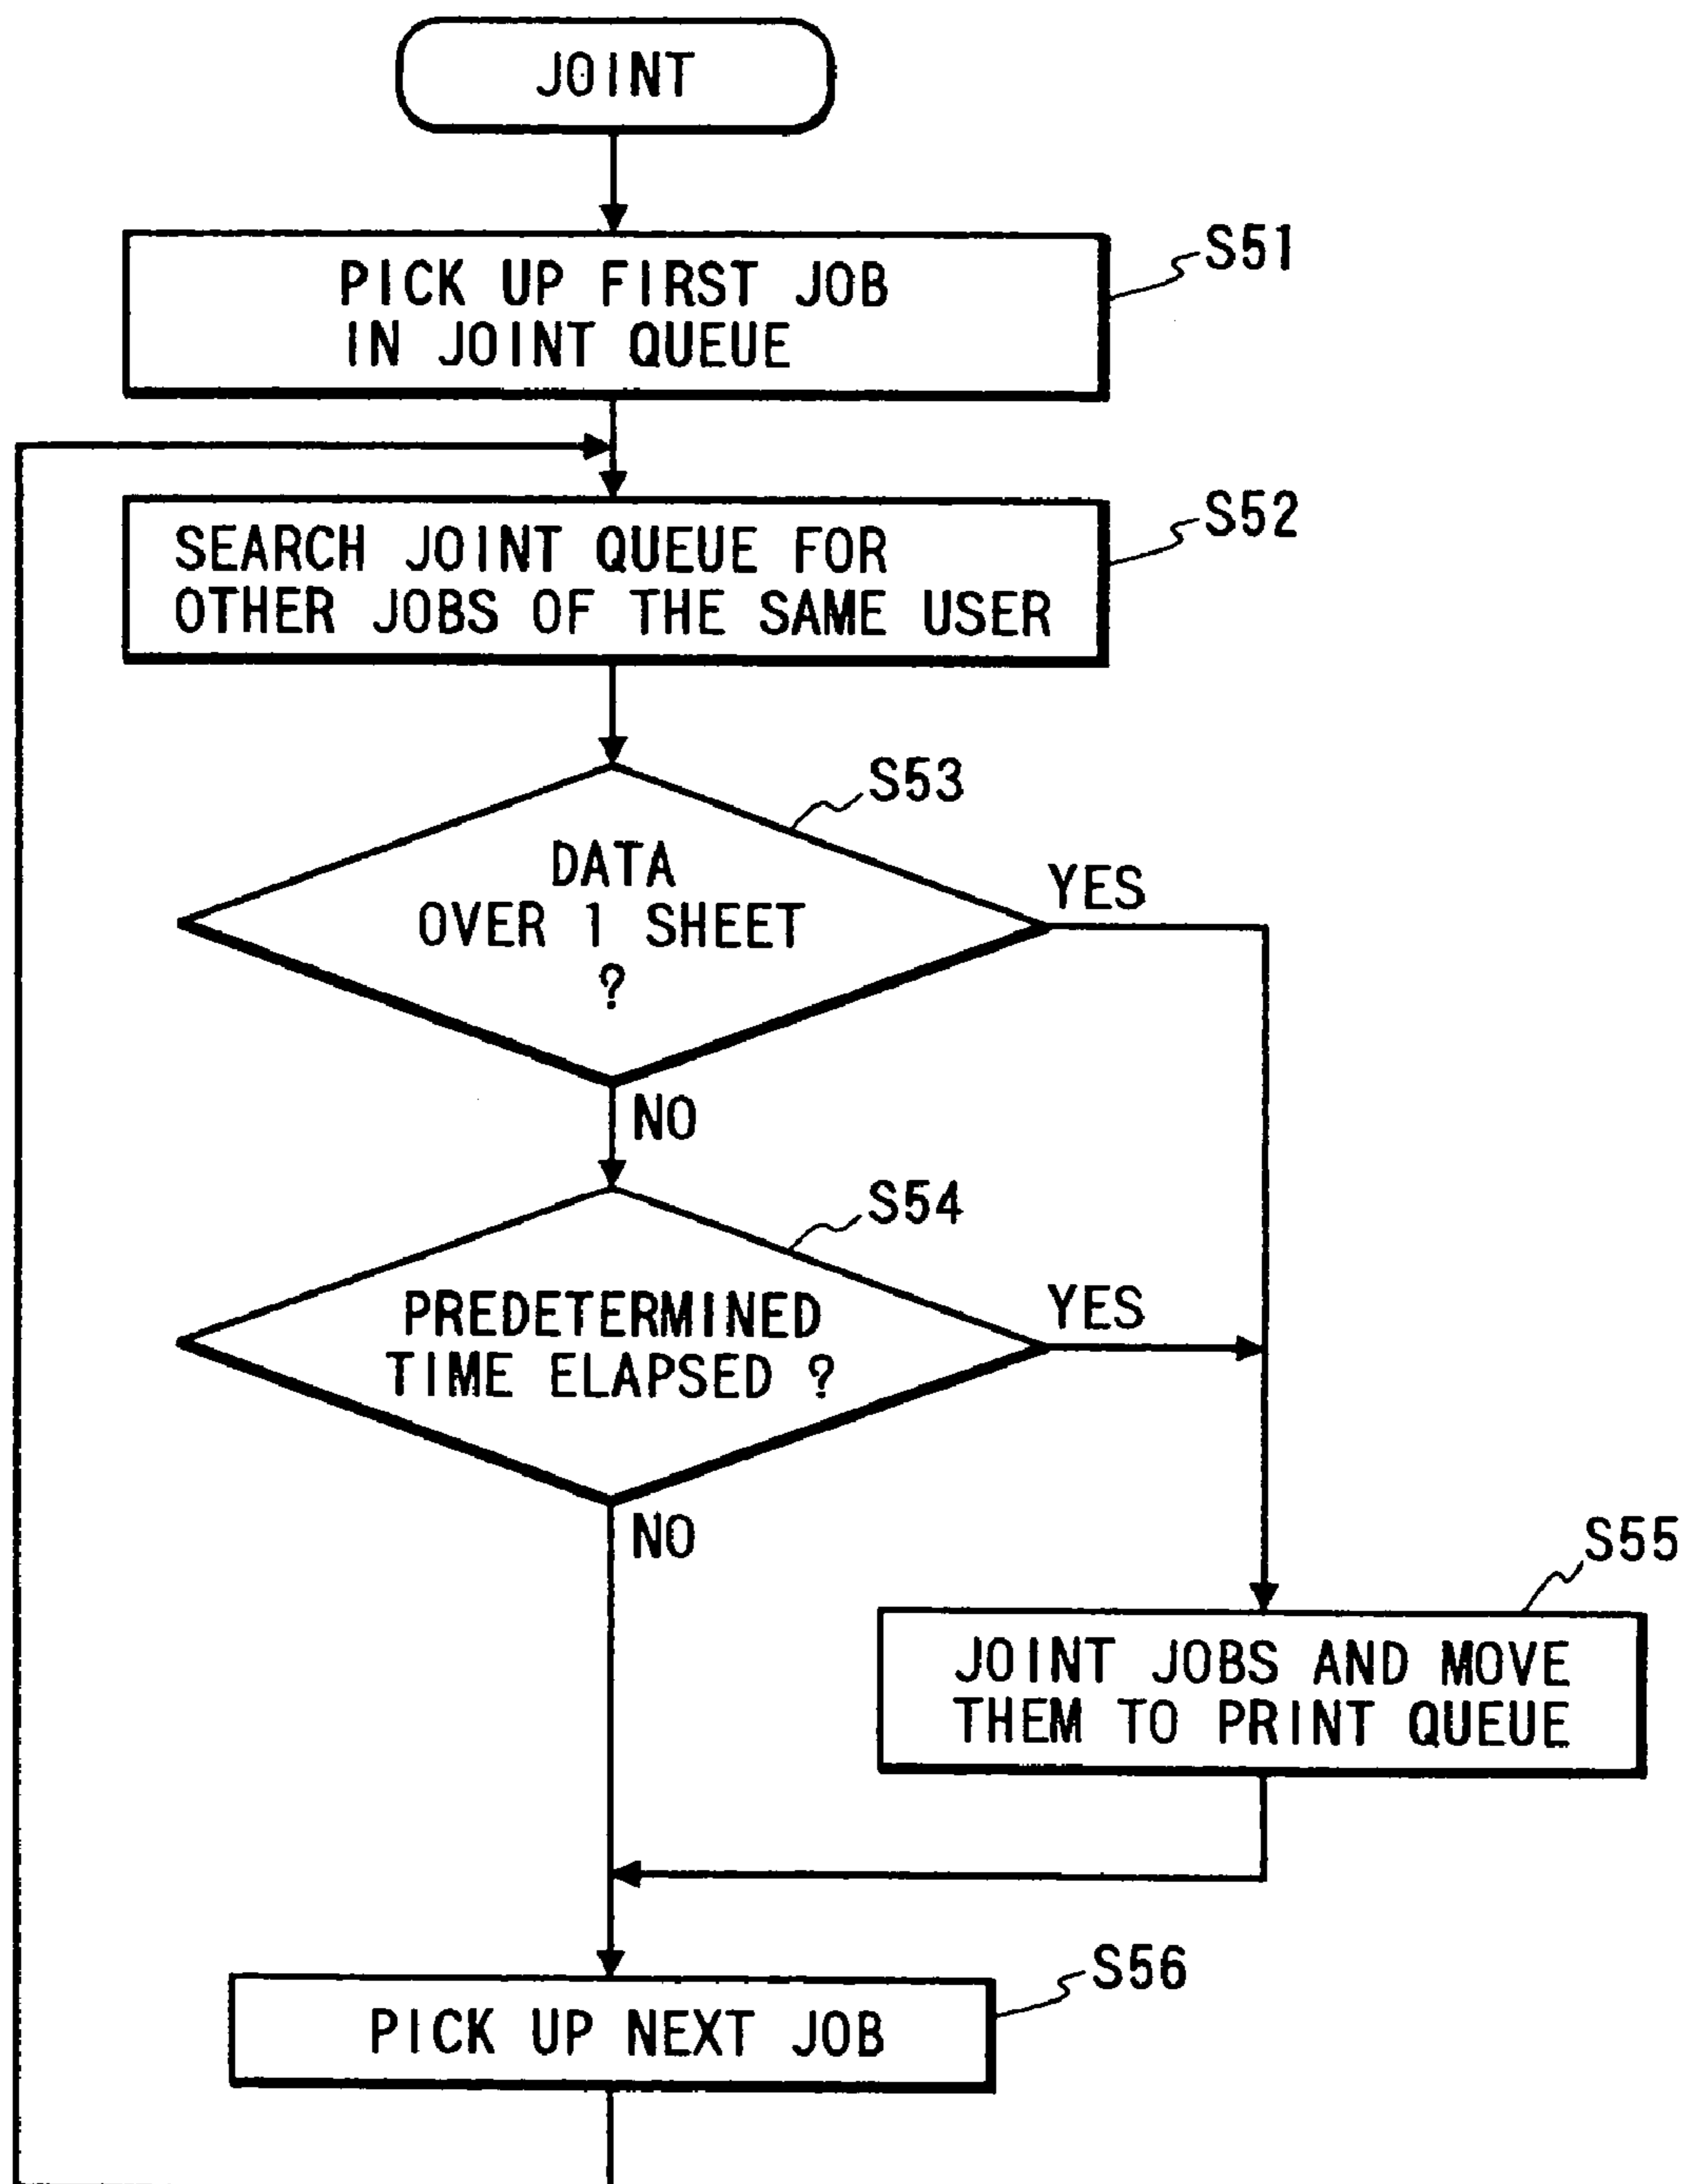 JOINT
S51
PICK UP FIRST JOB
IN JOINT QUEUE
S52
SEARCH JOINT QUEUE FOR
OTHER JOBS OF THE SAME USER
S53
DATA
OVER 1 SHEET
?
YES
NO
S54
PREDETERMINED
TIME ELAPSED ?
YES
NO
S55
JOINT JOBS AND MOVE
THEM TO PRINT QUEUE
S56
PICK UP NEXT JOB